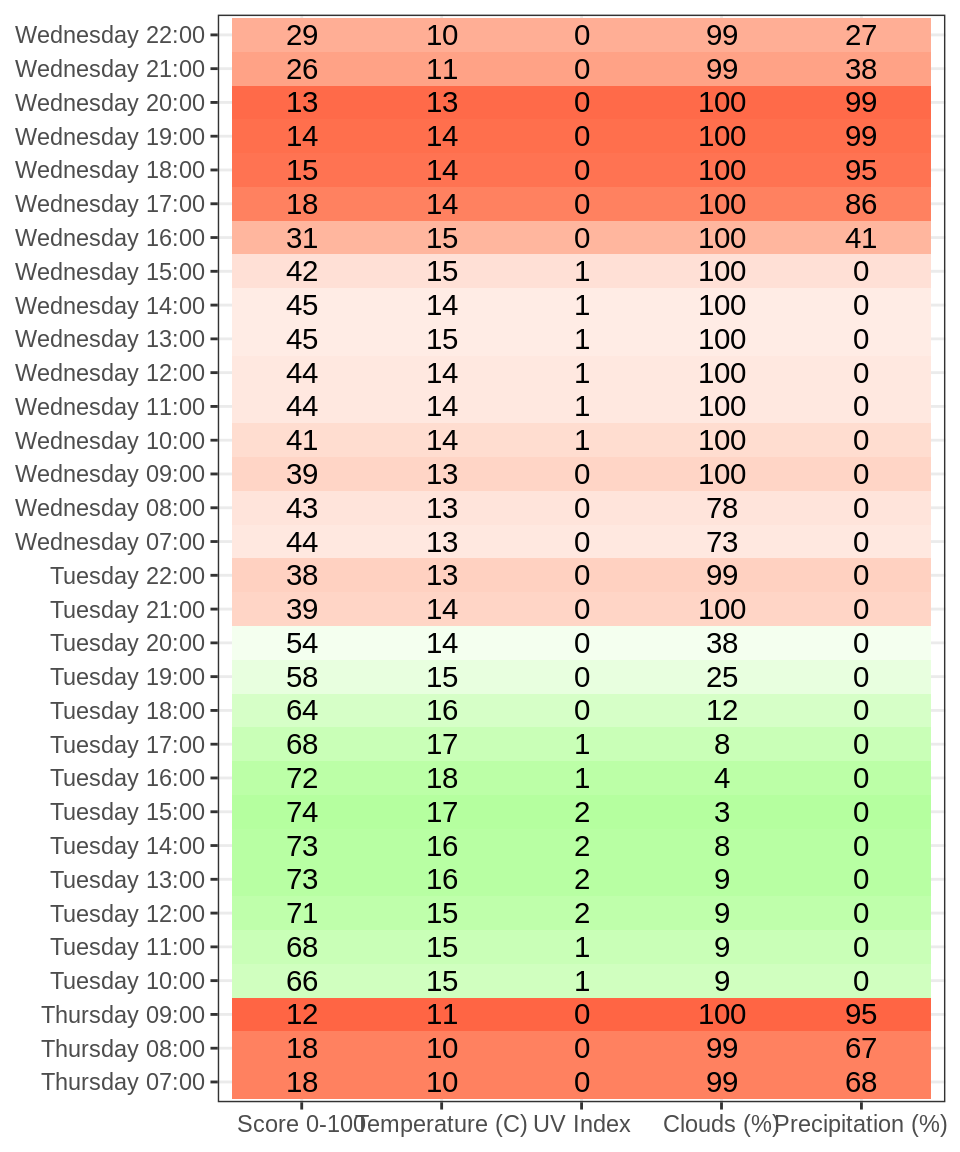 Wednesday 22:00 29 10 0 99 27
Wednesday 21:00 26 11 0 99 38
Wednesday 20:00 13 13 0 100 99
Wednesday 19:00 14 14 0 100 99
Wednesday 18:00 15 14 0 100 95
Wednesday 17:00 18 14 0 100 86
Wednesday 16:00 31 15 0 100 41
Wednesday 15:00 42 15 1 100 0
Wednesday 14:00 45 14 1 100 0
Wednesday 13:00 45 15 1 100 0
Wednesday 12:00 44 14 1 100 0
Wednesday 11:00 44 14 1 100 0
Wednesday 10:00 41 14 1 100 0
Wednesday 09:00 39 13 0 100 0
Wednesday 08:00 43 13 0 78 0
Wednesday 07:00 44 13 0 73 0
Tuesday 22:00 38 13 0 99 0
Tuesday 21:00 39 14 0 100 0
Tuesday 20:00 54 14 0 38 0
Tuesday 19:00 58 15 0 25 0
Tuesday 18:00 64 16 0 12 0
Tuesday 17:00 68 17 1 8 0
Tuesday 16:00 72 18 1 4 0
Tuesday 15:00 74 17 2 3 0
Tuesday 14:00 73 16 2 8 0
Tuesday 13:00 73 16 2 9 0
Tuesday 12:00 71 15 2 9 0
Tuesday 11:00 68 15 1 9 0
Tuesday 10:00 66 15 1 9 0
Thursday 09:00 12 11 0 100 95
Thursday 08:00 18 10 0 99 67
Thursday 07:00 18 10 0 99 68
Score 0-100 Temperature (C) UV Index Clouds (%) Precipitation (%)